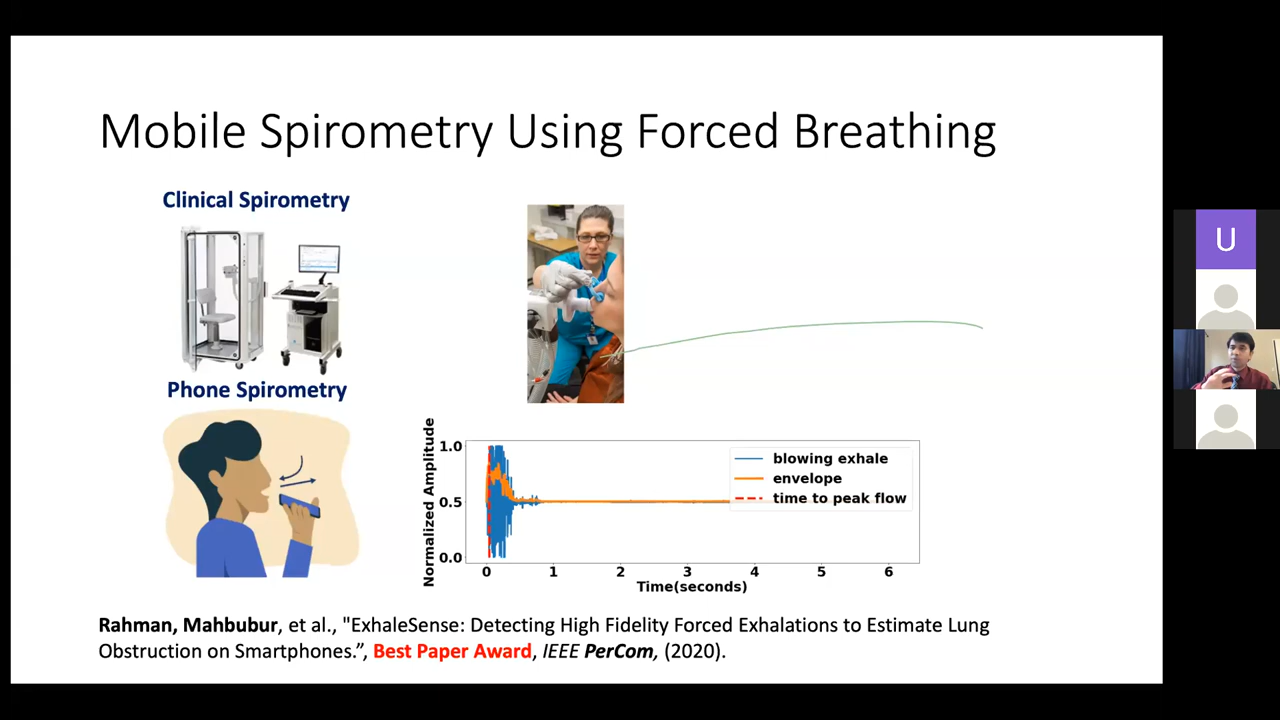 Mobile Spirometry Using Forced Breathing
Clinical Spirometry
Phone Spirometry
Normalized Amplitude
1.0
0.5
0.0
blowing exhale
envelope
time to peak flow
0 1 2 3 4 5 6
Time(seconds)
Rahman, Mahbubur, et al., "ExhaleSense: Detecting High Fidelity Forced Exhalations to Estimate Lung
Obstruction on Smartphones.”, Best Paper Award, IEEE PerCom, (2020).
U